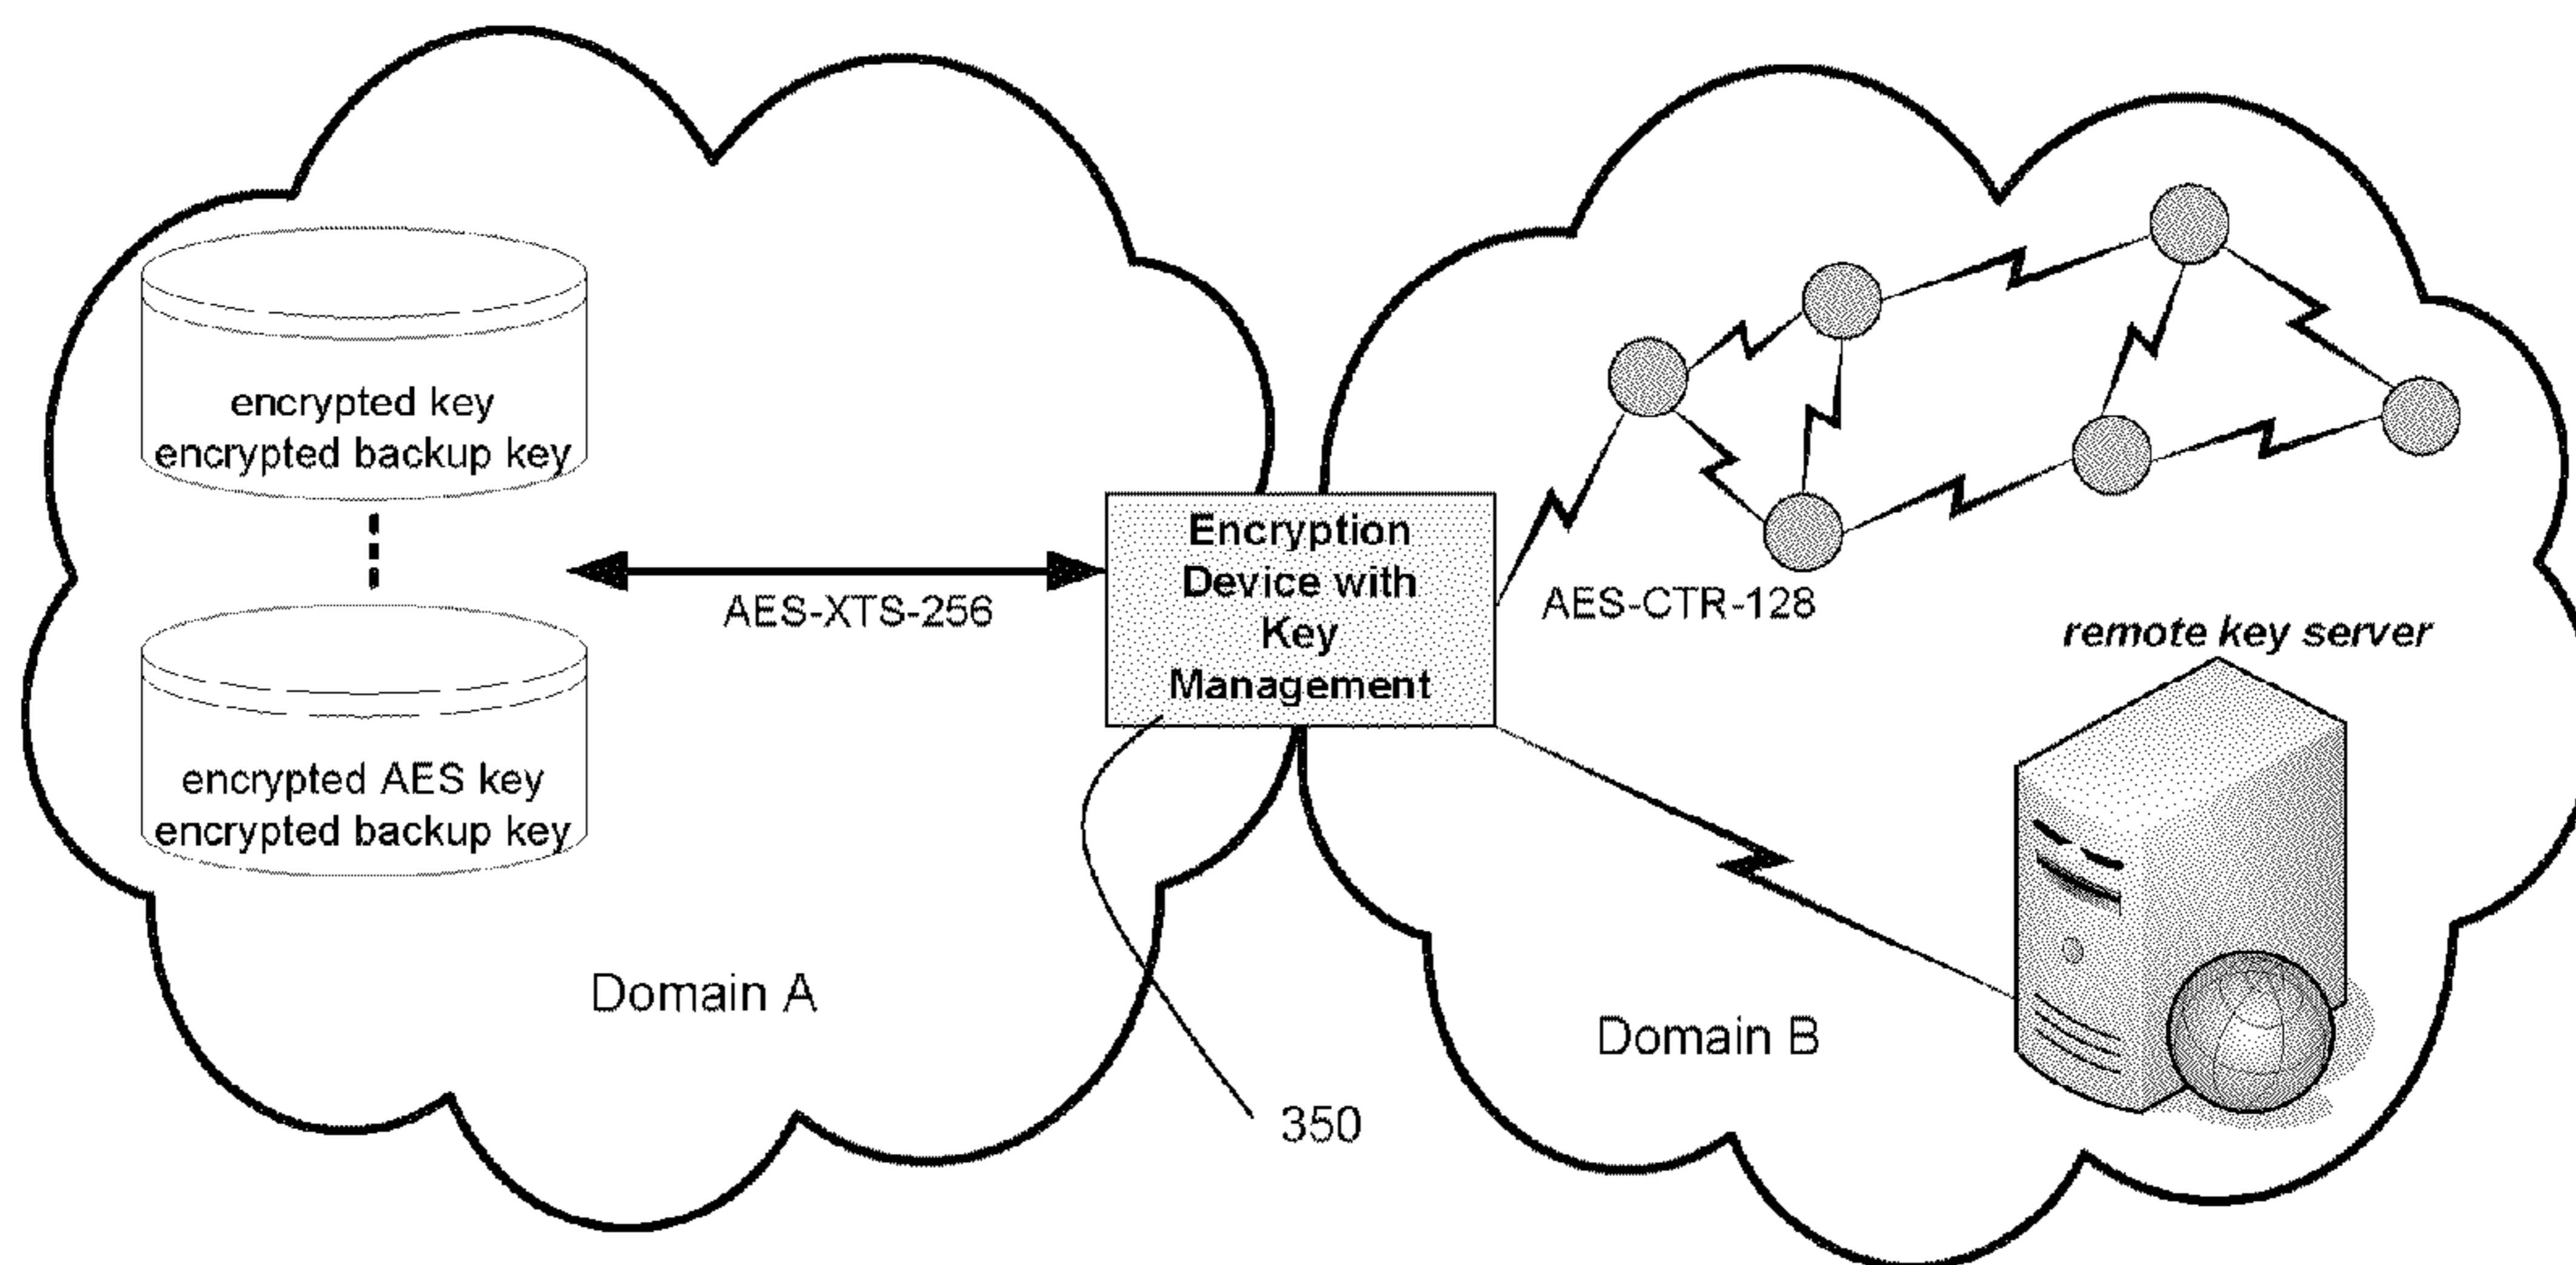 encrypted key
encrypted backup key
encrypted AES key
encrypted backup key
AES-XTS-256
Domain A
Encryption
Device with
Key
Management
350
AES-CTR-128
remote key server
Domain B